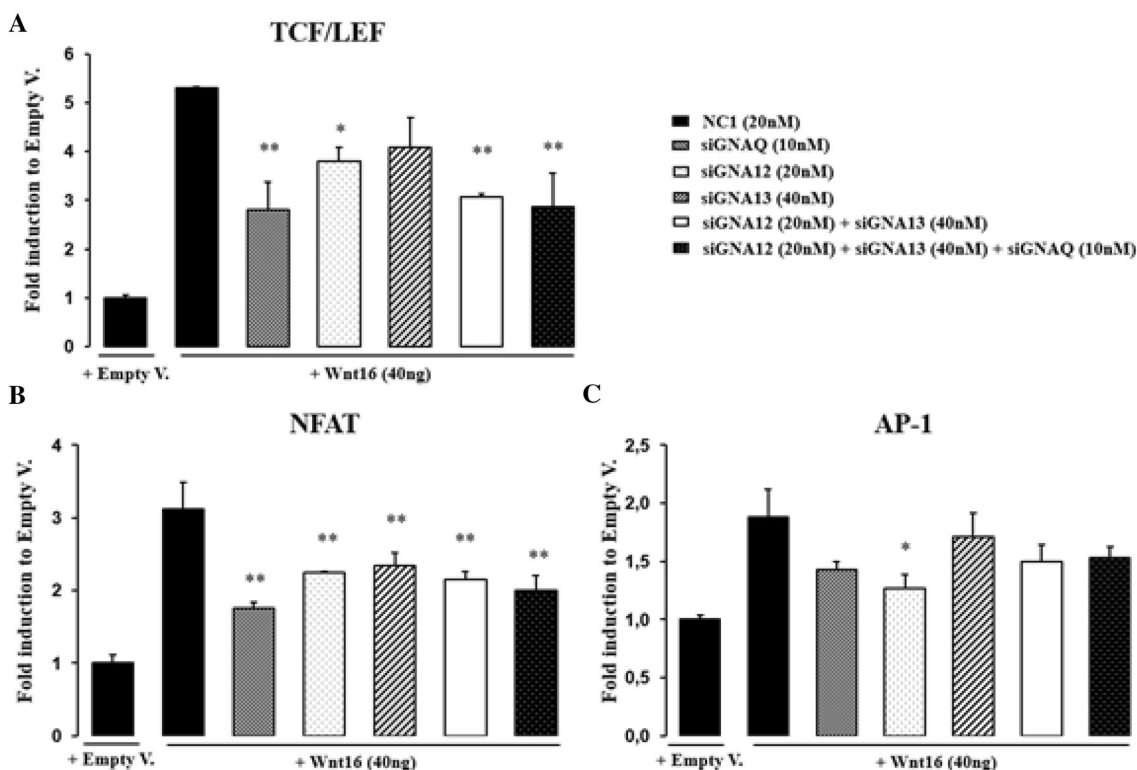 A
TCF/LEF
Fold induction to Empty V.
6
5
4
3
2
1
0
**
*
**
**
+ Empty V.
+ Wnt16 (40ng)
NC1 (20nM)
siGNAQ (10nM)
siGNA12 (20nM)
siGNA13 (40nM)
siGNA12 (20nM) + siGNA13 (40nM)
siGNA12 (20nM) + siGNA13 (40nM) + siGNAQ (10nM)
B
NFAT
Fold induction to Empty V.
4
3
2
1
0
**
**
**
**
**
+ Empty V.
+ Wnt16 (40ng)
C
AP-1
Fold induction to Empty V.
2,5
2,0
1,5
1,0
0,5
0,0
*
+ Empty V.
+ Wnt16 (40ng)